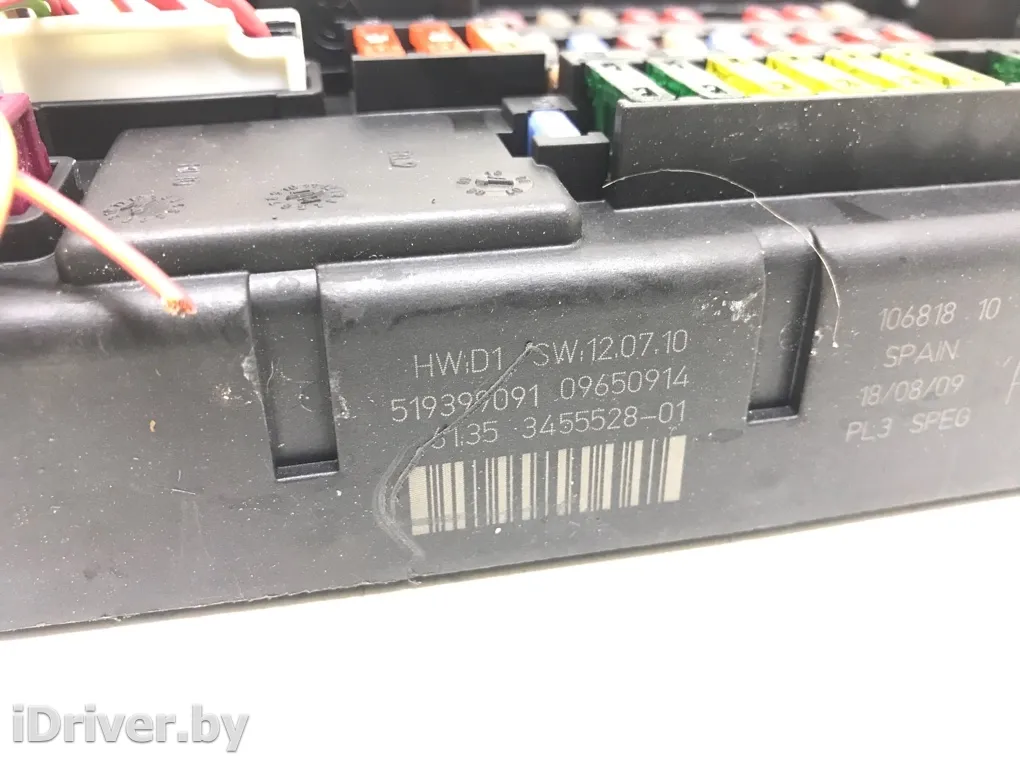 HW:D1 SW:12.07.10
519399091 09650914
61.35 3455528-01
106818 10
SPAIN
18/08/09
PL3 SPEG
iDriver.by